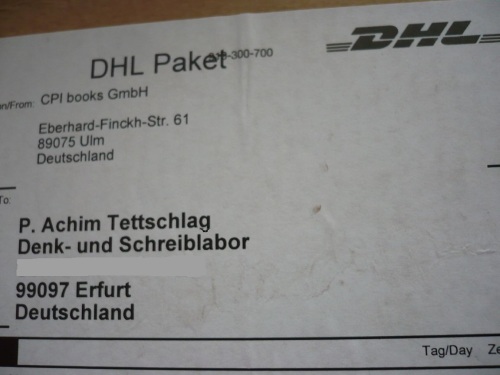 DHL Paket
-300-700
DHL
on/From: CPI books GmbH
Eberhard-Finckh-Str. 61
89075 Ulm
Deutschland
To:
P. Achim Tettschlag
Denk- und Schreiblabor
99097 Erfurt
Deutschland
Tag/Day